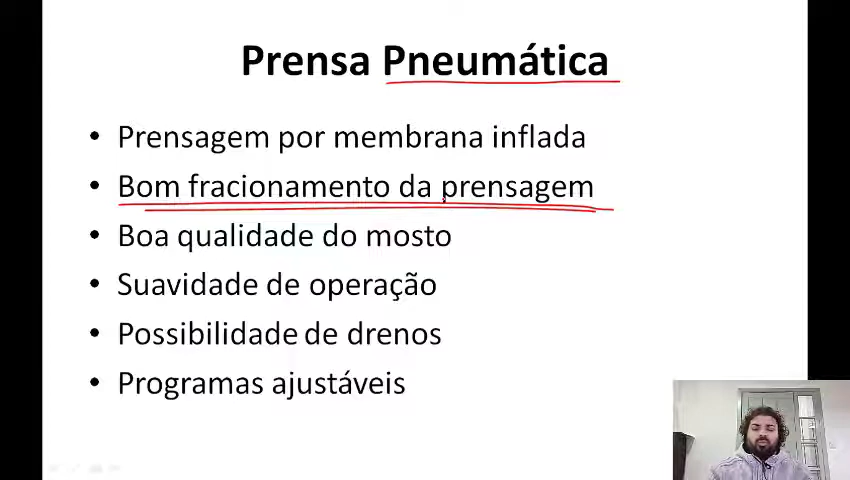 Prensa Pneumática
• Prensagem por membrana inflada
• Bom fracionamento da prensagem
• Boa qualidade do mosto
• Suavidade de operação
• Possibilidade de drenos
• Programas ajustáveis